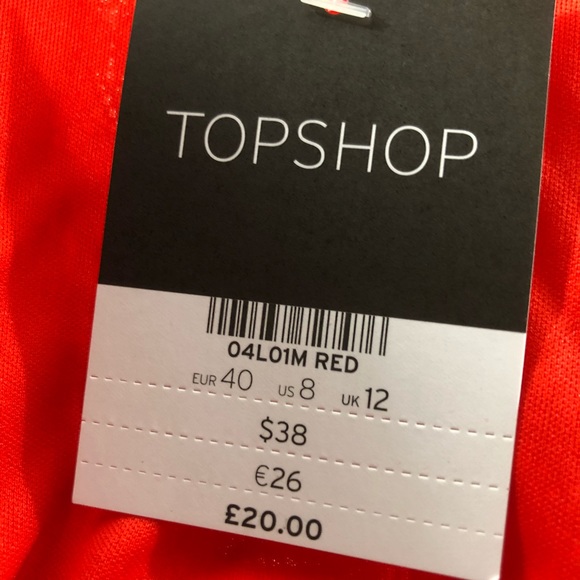 TOPSHOP
04L01M RED
EUR 40 US 8 UK 12
$38
€26
£20.00